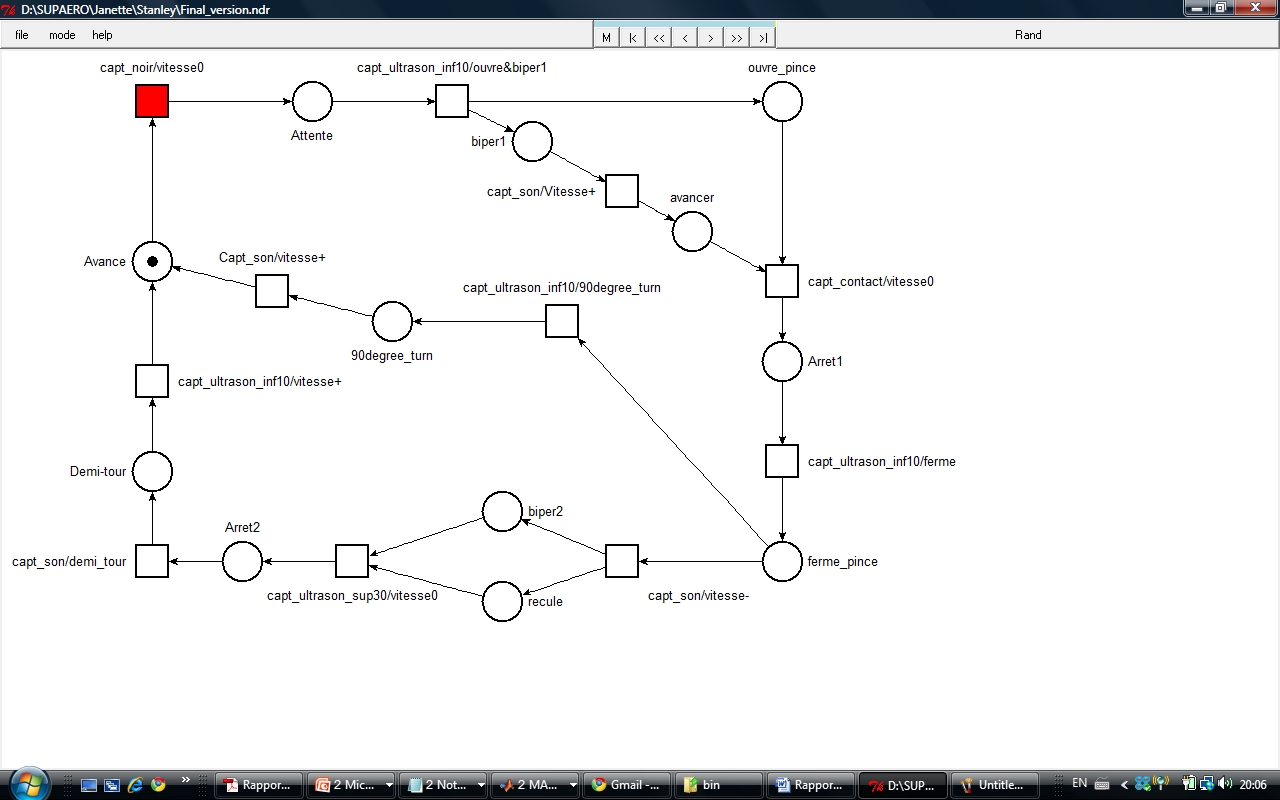 D:\SUPAERO\Janette\Stanley\Final_version.ndr
file mode help M |< << < > >> >| Rand
capt_noir/vitesse0
capt_ultrason_inf10/ouvre&biper1
ouvre_pince
Attente
biper1
capt_son/Vitesse+
avancer
Avance
Capt_son/vitesse+
capt_ultrason_inf10/90degree_turn
capt_contact/vitesse0
90degree_turn
Arret1
capt_ultrason_inf10/vitesse+
capt_ultrason_inf10/ferme
Demi-tour
biper2
Arret2
capt_son/demi_tour
ferme_pince
capt_ultrason_sup30/vitesse0
recule
capt_son/vitesse-
Rappor... 2 Mic... 2 Not... 2 MA... Gmail -... bin Rappor... D:\SUP... Untitle... EN 20:06